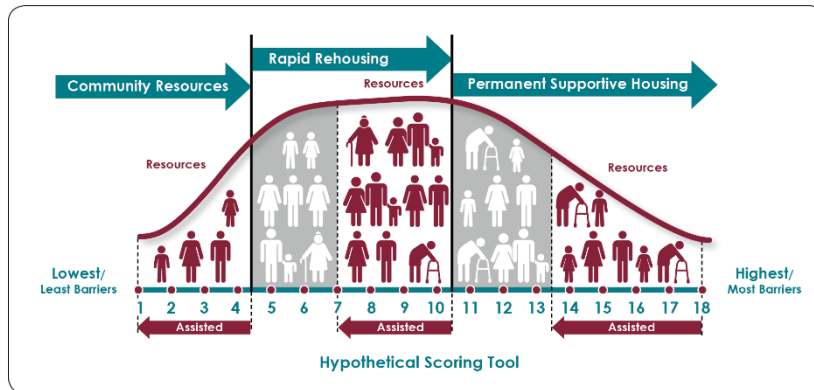 Rapid Rehousing
Community Resources
Resources
Permanent Supportive Housing
Resources
Resources
Lowest/
Least Barriers
Highest/
Most Barriers
1 2 3 4 5 6 7 8 9 10 11 12 13 14 15 16 17 18
Assisted
Assisted
Assisted
Hypothetical Scoring Tool